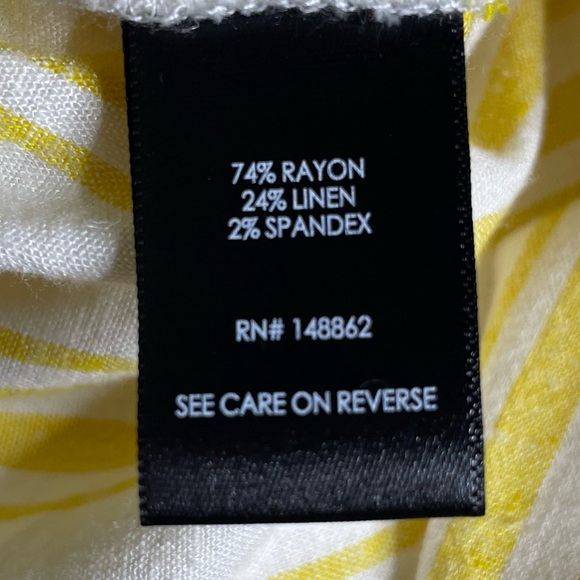 74% RAYON
24% LINEN
2% SPANDEX
RN# 148862
SEE CARE ON REVERSE